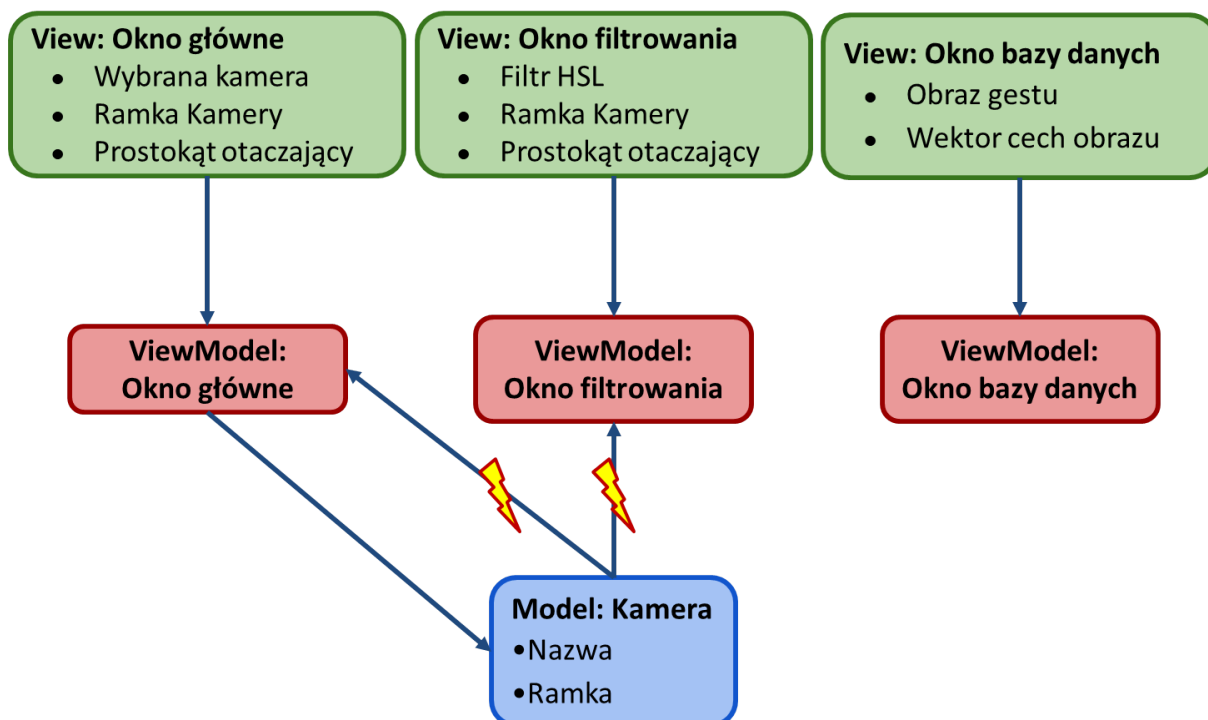 View: Okno główne
• Wybrana kamera
• Ramka Kamery
• Prostokąt otaczający
View: Okno filtrowania
• Filtr HSL
• Ramka Kamery
• Prostokąt otaczający
View: Okno bazy danych
• Obraz gestu
• Wektor cech obrazu
ViewModel:
Okno główne
ViewModel:
Okno filtrowania
ViewModel:
Okno bazy danych
Model: Kamera
•Nazwa
•Ramka